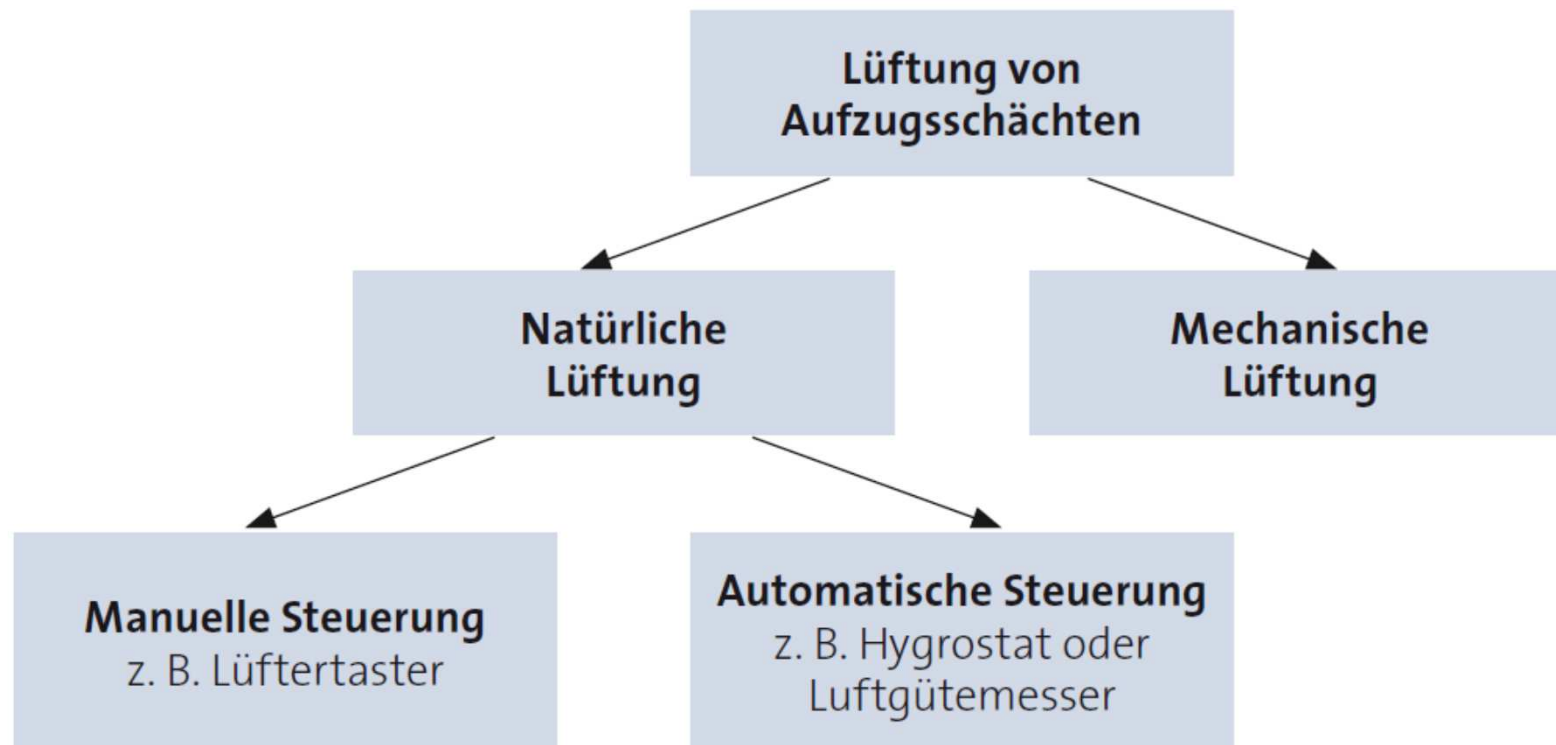 Lüftung von
Aufzugsschächten
Natürliche
Lüftung
Mechanische
Lüftung
Manuelle Steuerung
z. B. Lüftertaster
Automatische Steuerung
z. B. Hygrostat oder
Luftgütemesser